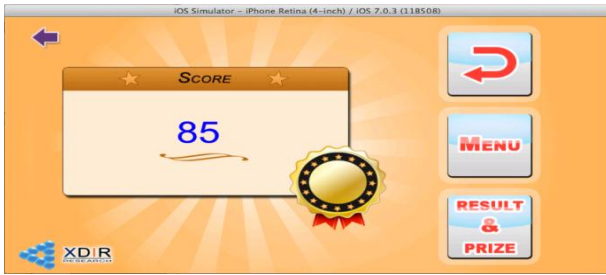 iOS Simulator – iPhone Retina (4-inch) / iOS 7.0.3 (11B508)
SCORE
85
MENU
RESULT
&
PRIZE
XDIR
RESEARCH